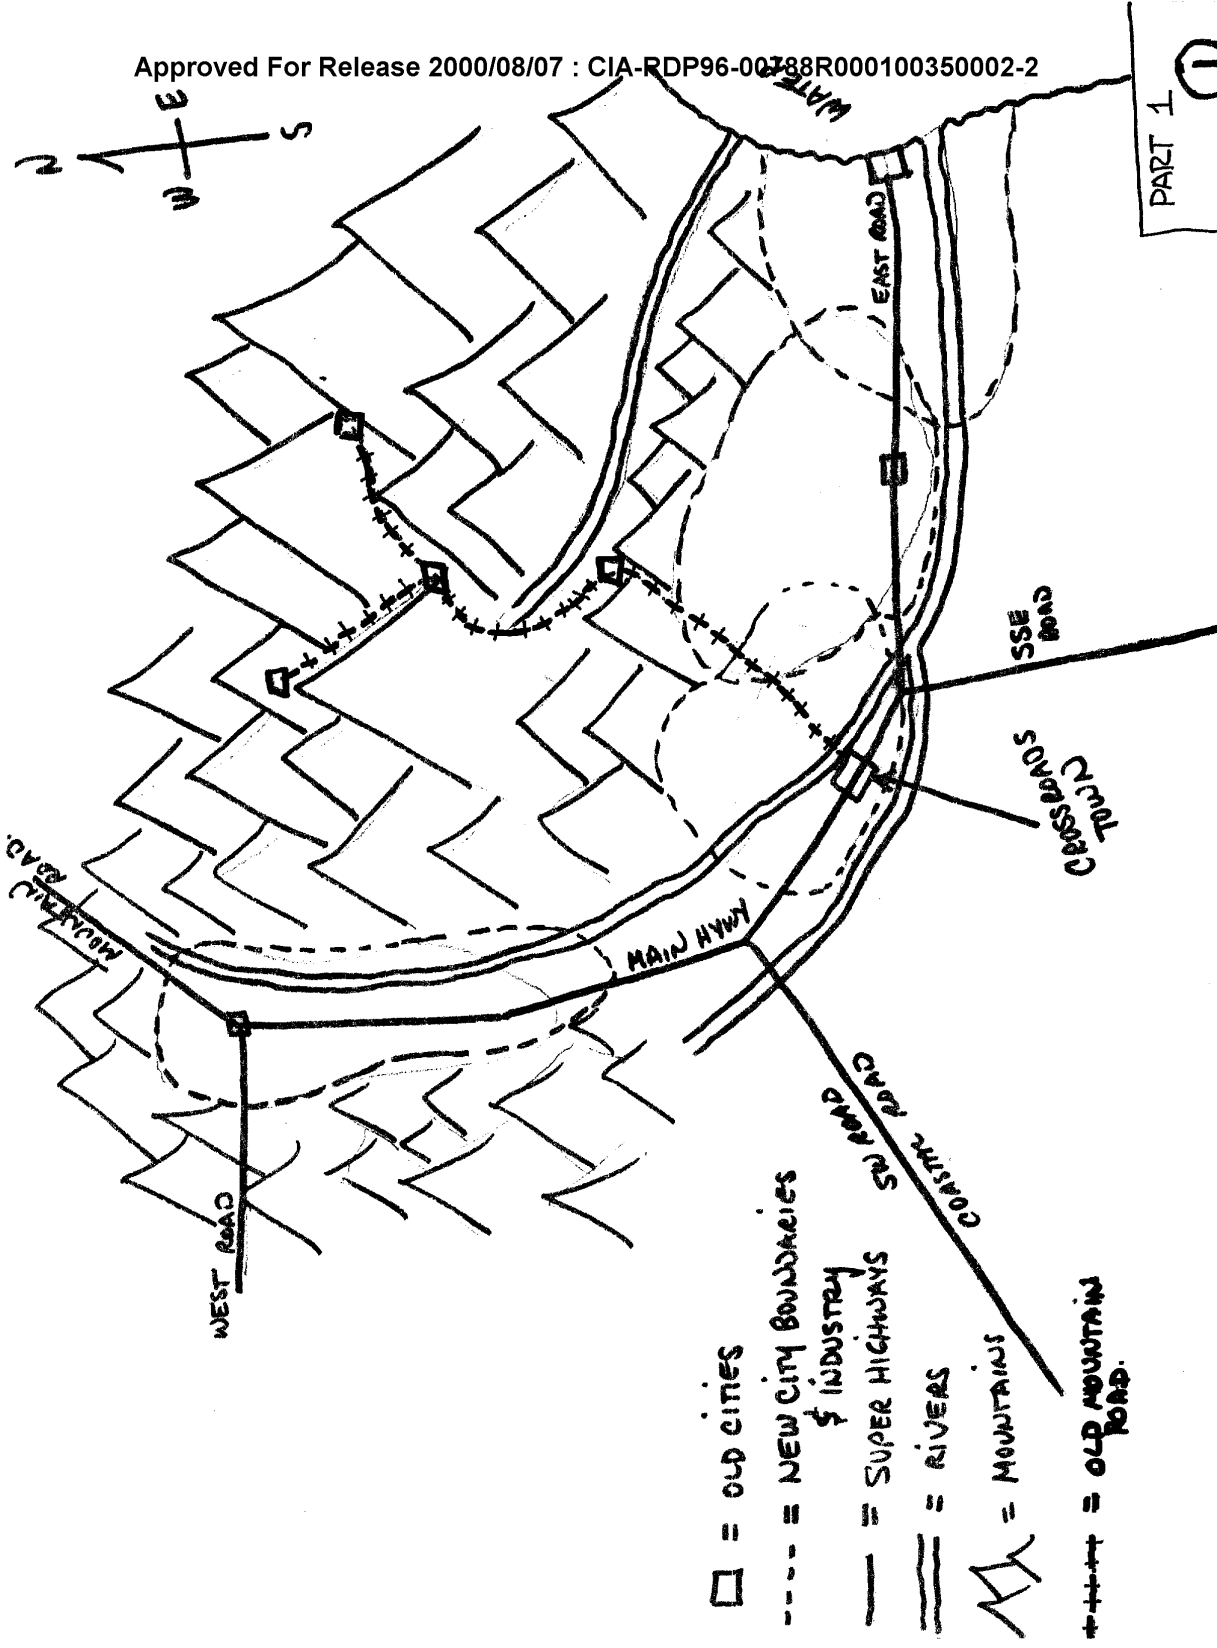 Approved For Release 2000/08/07 : CIA-RDP96-00788R000100350002-2
WATER
PART 1
1
N
E
W
S
EAST ROAD
SSE
ROAD
CROSSROADS
TOWN
MOUNTAIN
ROAD.
MAIN HYWY
WEST ROAD
SW ROAD
COASTAL ROAD
= OLD CITIES
= NEW CITY BOUNDARIES
& INDUSTRY
= SUPER HIGHWAYS
= RIVERS
= MOUNTAINS
= OLD MOUNTAIN
ROAD.